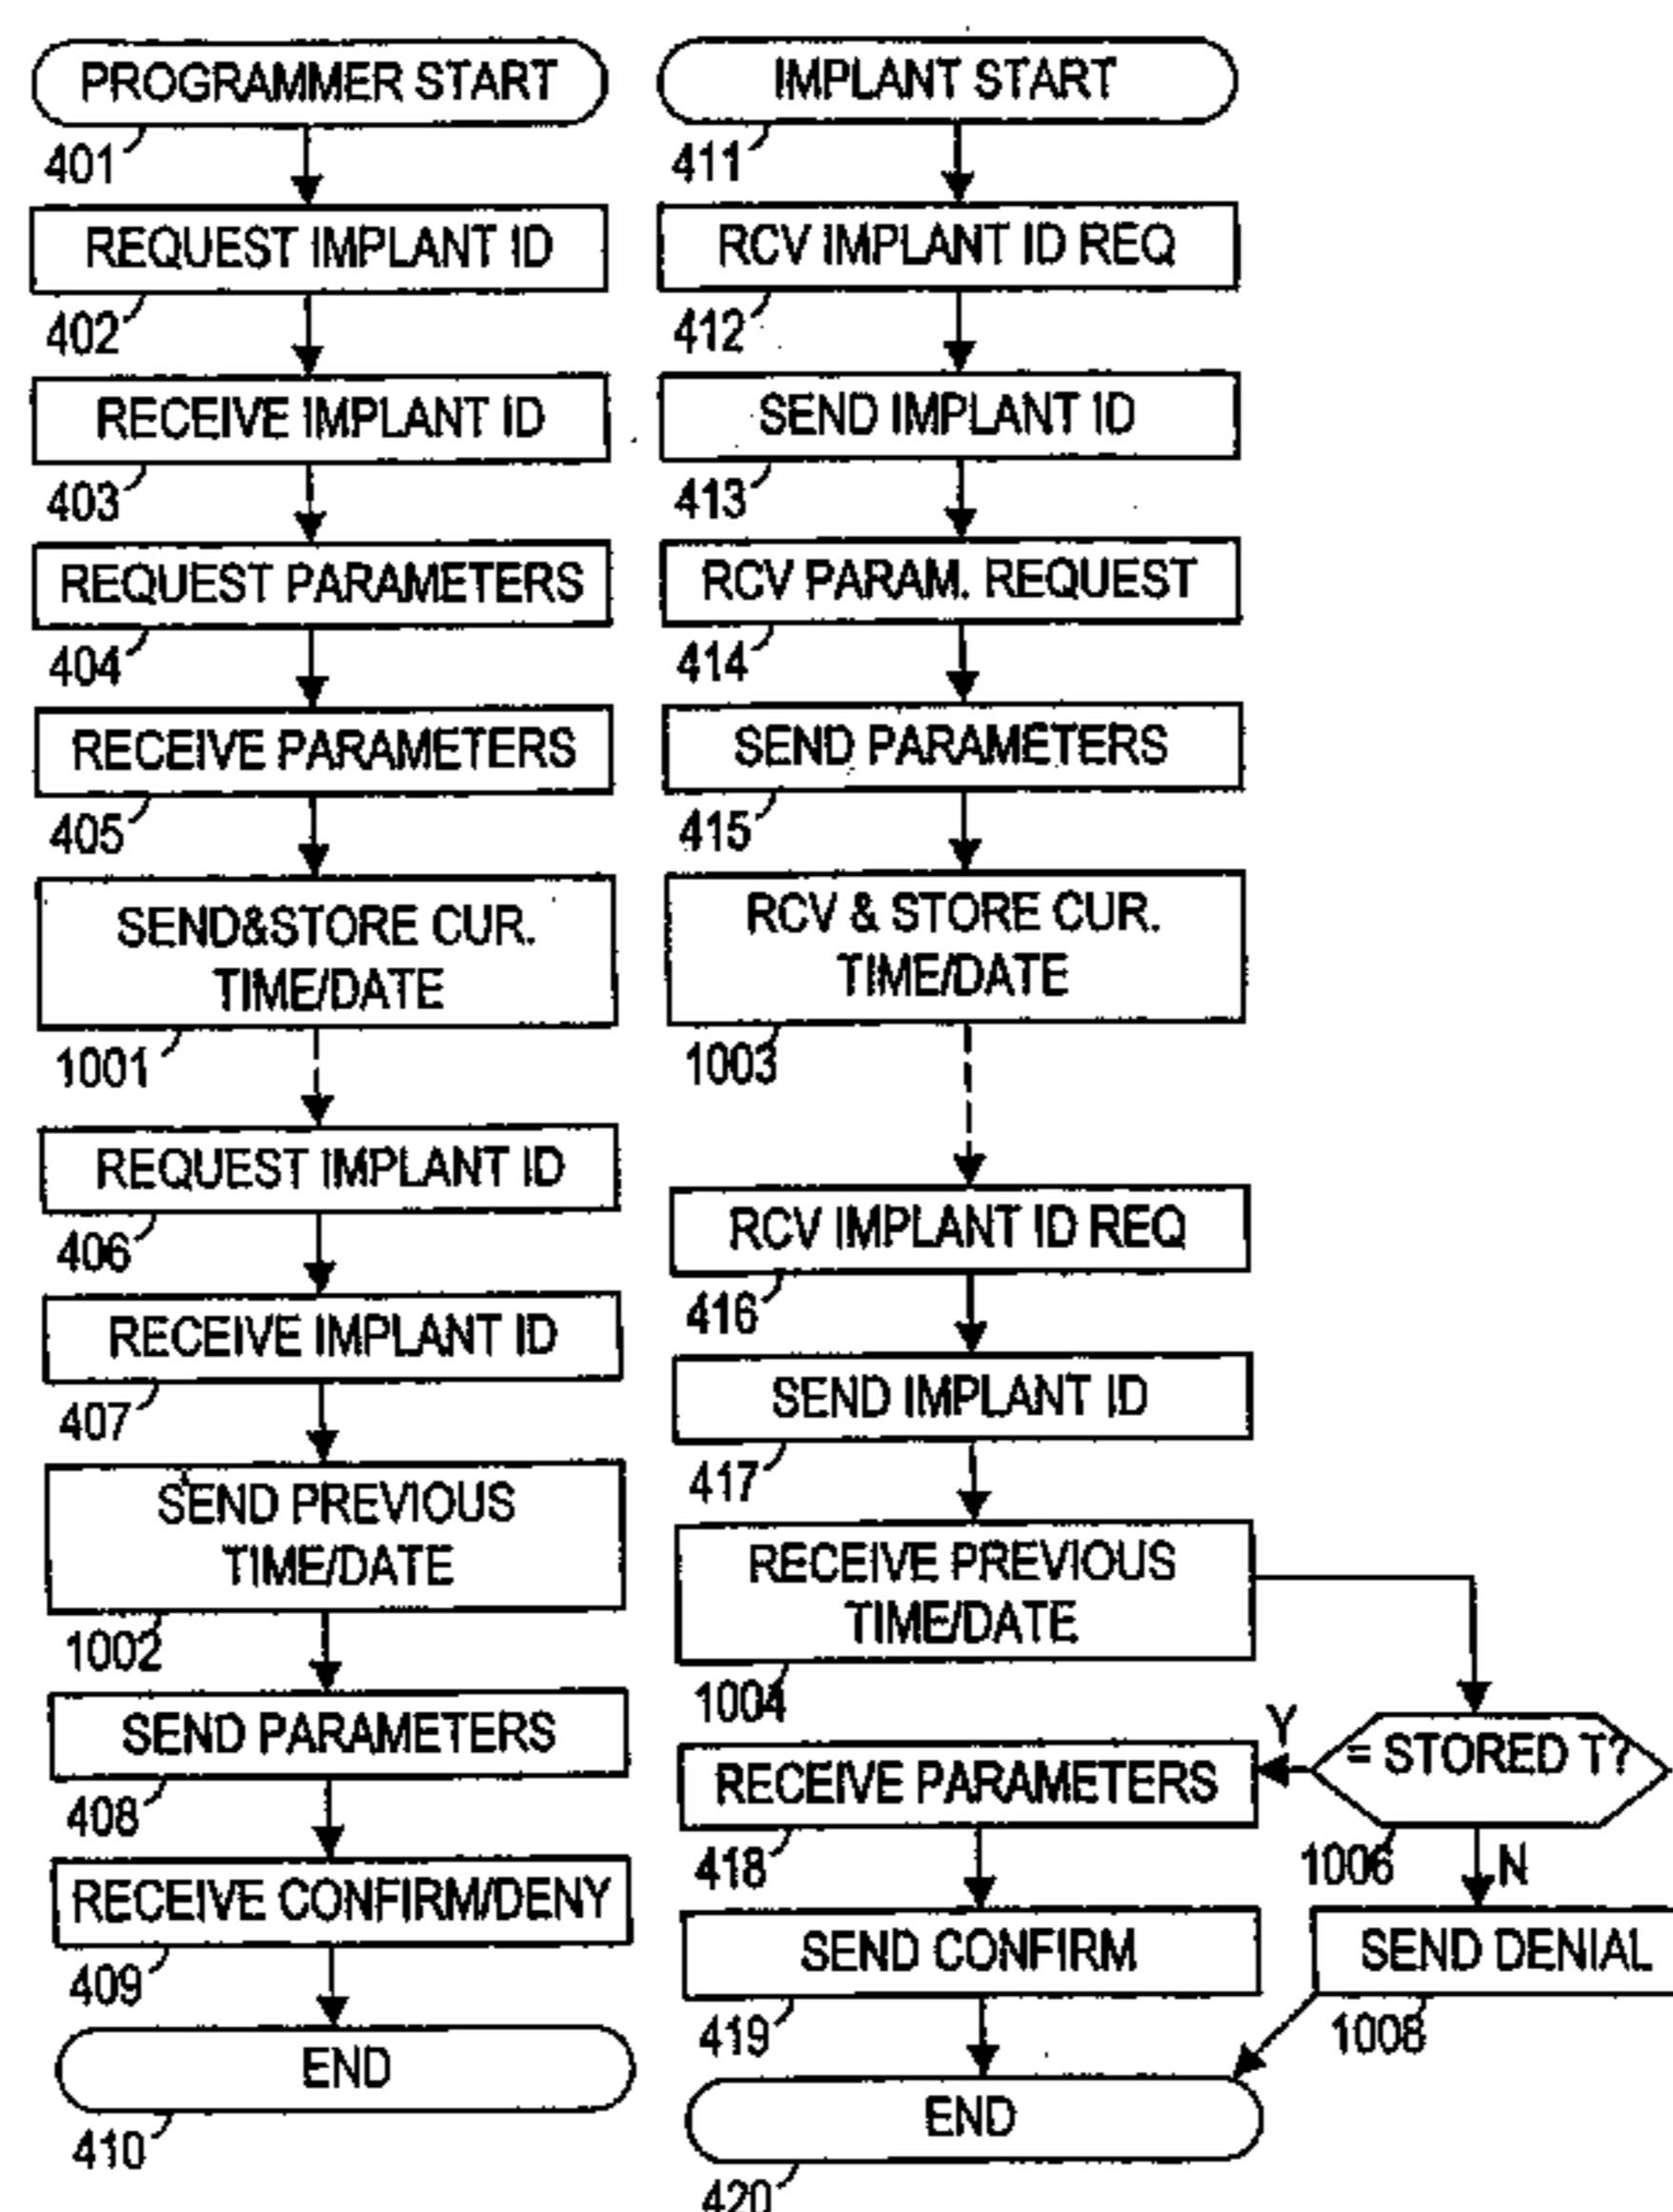 PROGRAMMER START
401
REQUEST IMPLANT ID
402
RECEIVE IMPLANT ID
403
REQUEST PARAMETERS
404
RECEIVE PARAMETERS
405
SEND&STORE CUR.
TIME/DATE
1001
REQUEST IMPLANT ID
406
RECEIVE IMPLANT ID
407
SEND PREVIOUS
TIME/DATE
1002
SEND PARAMETERS
408
RECEIVE CONFIRM/DENY
409
END
410
IMPLANT START
411
RCV IMPLANT ID REQ
412
SEND IMPLANT ID
413
RCV PARAM. REQUEST
414
SEND PARAMETERS
415
RCV & STORE CUR.
TIME/DATE
1003
RCV IMPLANT ID REQ
416
SEND IMPLANT ID
417
RECEIVE PREVIOUS
TIME/DATE
1004
= STORED T?
1006
Y
N
RECEIVE PARAMETERS
418
SEND CONFIRM
419
SEND DENIAL
1008
END
420